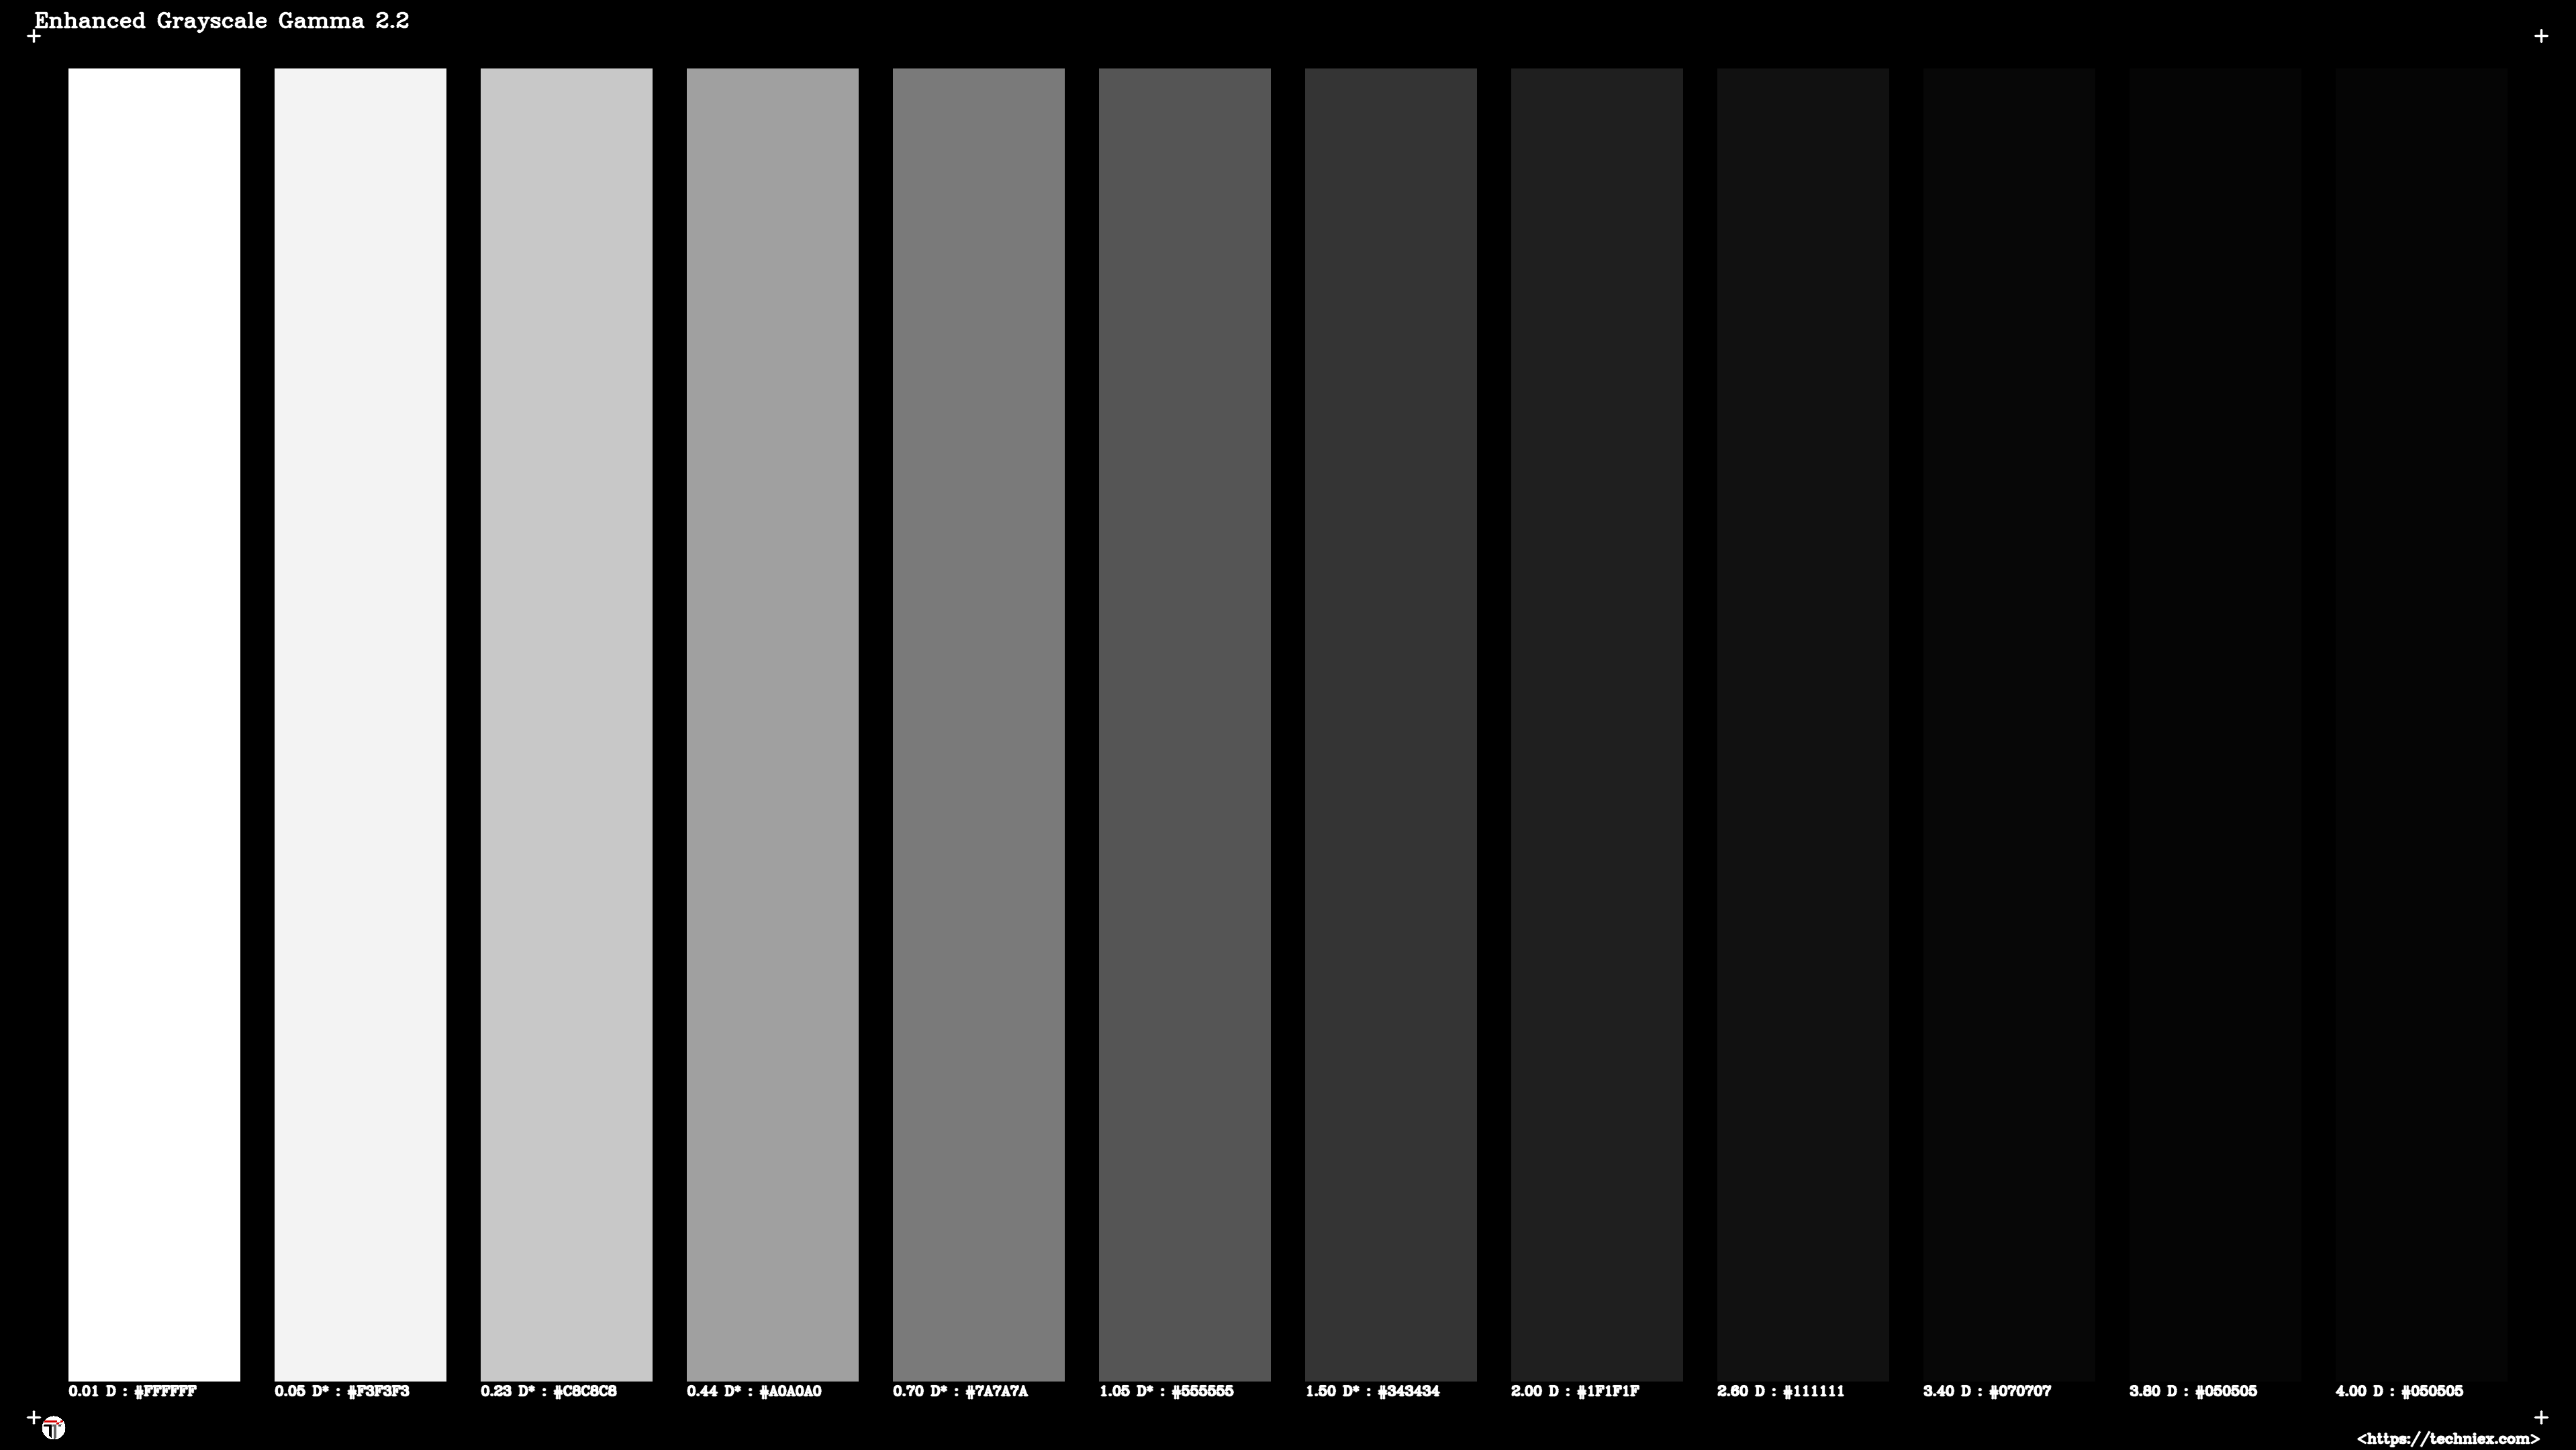 Enhanced Grayscale Gamma 2.2
0.01 D : #FFFFFF
0.05 D* : #F3F3F3
0.23 D* : #C8C8C8
0.44 D* : #A0A0A0
0.70 D* : #7A7A7A
1.05 D* : #555555
1.50 D* : #343434
2.00 D : #1F1F1F
2.60 D : #111111
3.40 D : #070707
3.80 D : #050505
4.00 D : #050505
<https://techniex.com>